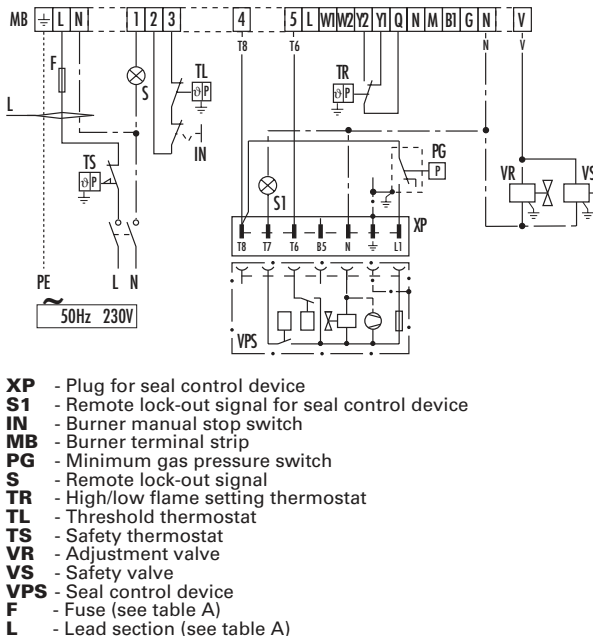 MB L N 1 2 3 4 5 L W1 W2 Y2 Y1 Q N M B1 G N V
T8 T6 N V
F S TL TR
ϑ P ϑ P
L
IN
PG
P
TS
ϑ P
VR VS
S1
XP
T8 T7 T6 B5 N L1
PE L N
VPS
~
50Hz 230V
XP - Plug for seal control device
S1 - Remote lock-out signal for seal control device
IN - Burner manual stop switch
MB - Burner terminal strip
PG - Minimum gas pressure switch
S - Remote lock-out signal
TR - High/low flame setting thermostat
TL - Threshold thermostat
TS - Safety thermostat
VR - Adjustment valve
VS - Safety valve
VPS - Seal control device
F - Fuse (see table A)
L - Lead section (see table A)